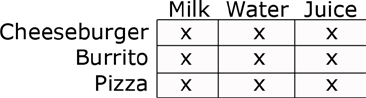 Milk Water Juice
Cheeseburger x x x
Burrito x x x
Pizza x x x